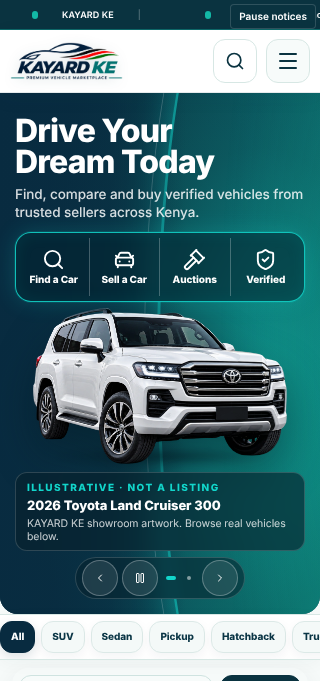 KAYARD KE
Pause notices
KAYARD KE
PREMIUM VEHICLE MARKETPLACE
Drive Your
Dream Today
Find, compare and buy verified vehicles from
trusted sellers across Kenya.
Find a Car
Sell a Car
Auctions
Verified
ILLUSTRATIVE · NOT A LISTING
2026 Toyota Land Cruiser 300
KAYARD KE showroom artwork. Browse real vehicles
below.
All
SUV
Sedan
Pickup
Hatchback